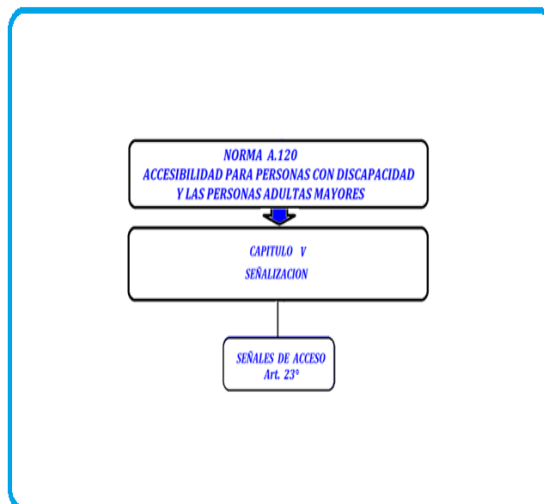 NORMA A.120
ACCESIBILIDAD PARA PERSONAS CON DISCAPACIDAD
Y LAS PERSONAS ADULTAS MAYORES
CAPITULO V
SEÑALIZACION
SEÑALES DE ACCESO
Art. 23°